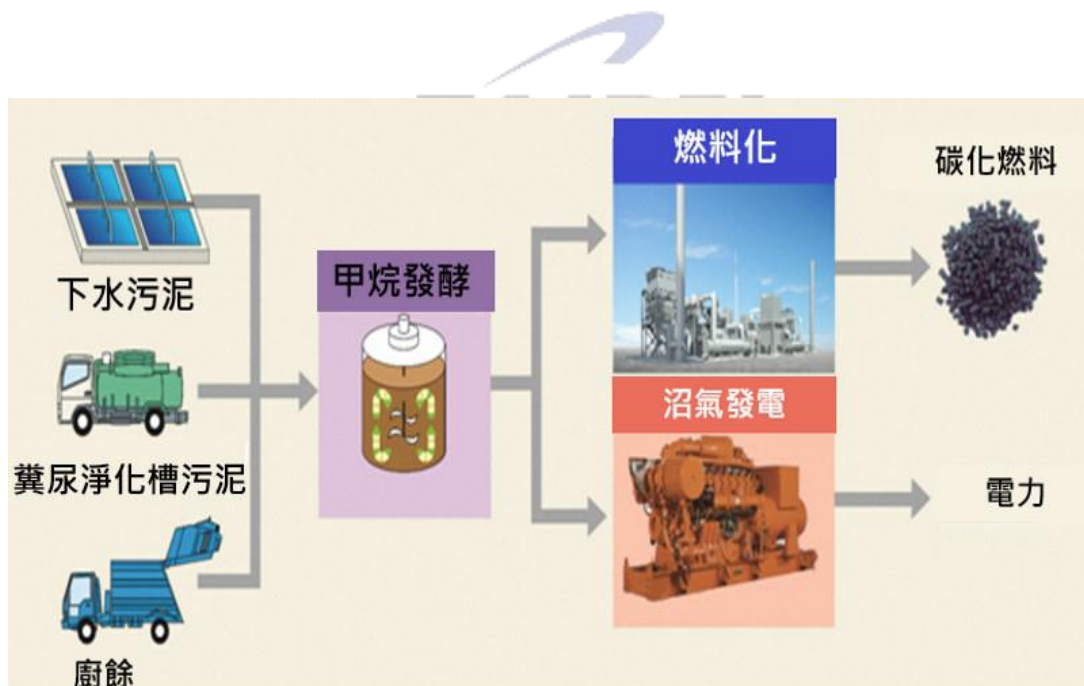 下水污泥
糞尿淨化槽污泥
廚餘
甲烷發酵
燃料化
沼氣發電
碳化燃料
電力